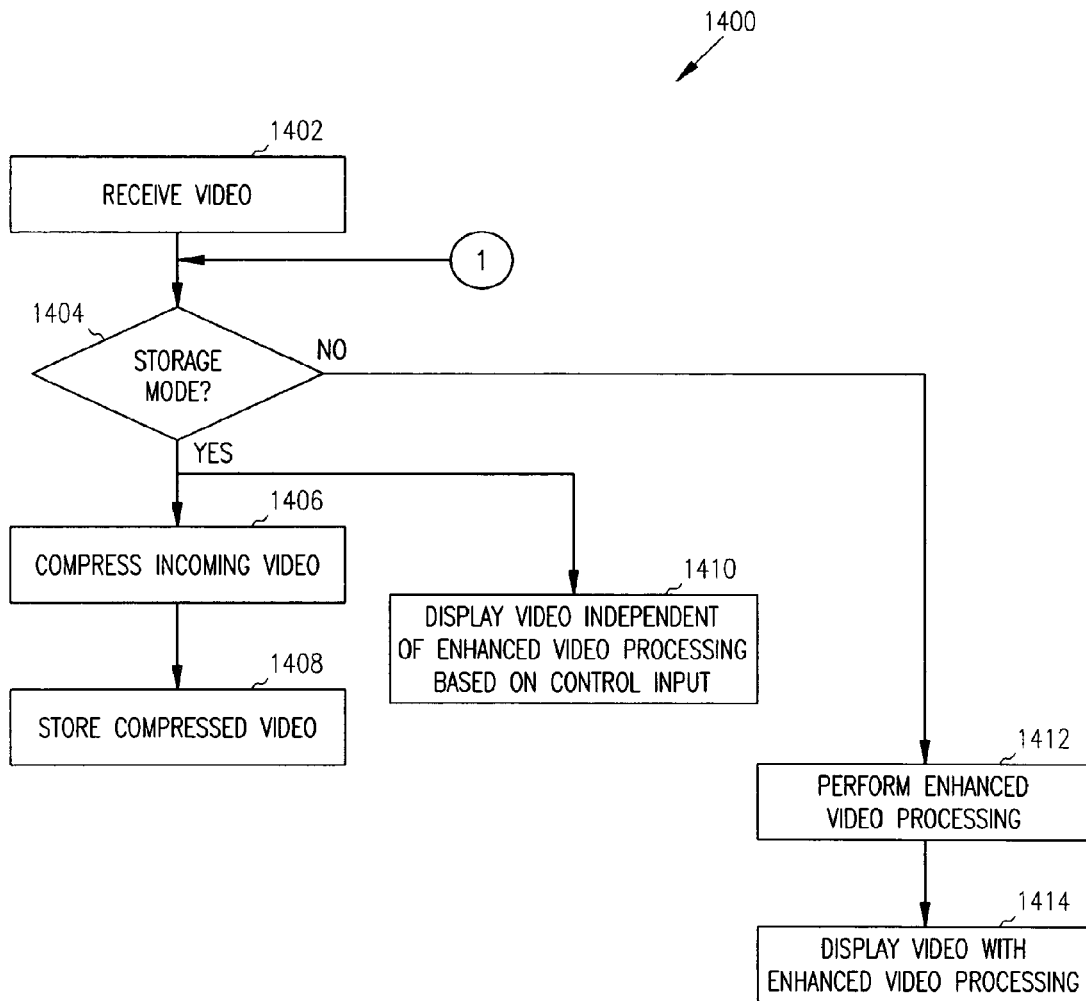 1400
1402
RECEIVE VIDEO
1
1404
STORAGE
MODE?
NO
YES
1406
COMPRESS INCOMING VIDEO
1410
DISPLAY VIDEO INDEPENDENT
OF ENHANCED VIDEO PROCESSING
BASED ON CONTROL INPUT
1408
STORE COMPRESSED VIDEO
1412
PERFORM ENHANCED
VIDEO PROCESSING
1414
DISPLAY VIDEO WITH
ENHANCED VIDEO PROCESSING